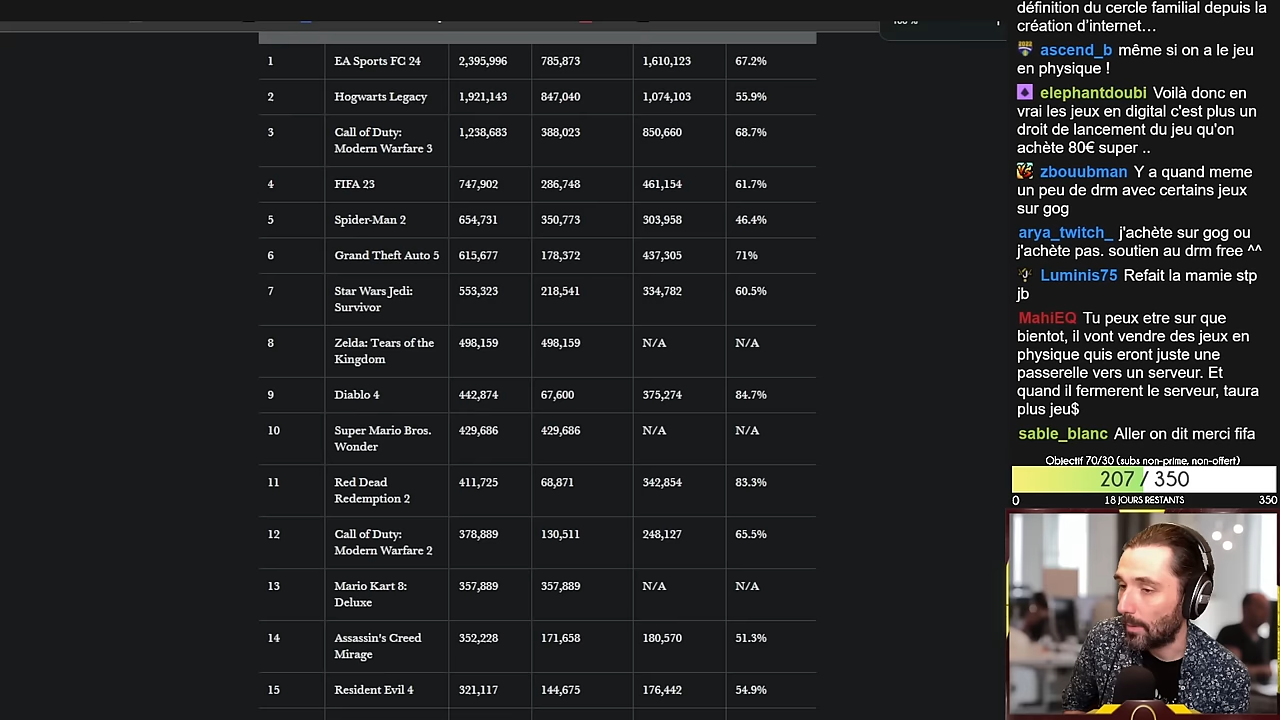 100 %
1 EA Sports FC 24 2,395,996 785,873 1,610,123 67.2%
2 Hogwarts Legacy 1,921,143 847,040 1,074,103 55.9%
3 Call of Duty: 1,238,683 388,023 850,660 68.7%
Modern Warfare 3
4 FIFA 23 747,902 286,748 461,154 61.7%
5 Spider-Man 2 654,731 350,773 303,958 46.4%
6 Grand Theft Auto 5 615,677 178,372 437,305 71%
7 Star Wars Jedi: 553,323 218,541 334,782 60.5%
Survivor
8 Zelda: Tears of the 498,159 498,159 N/A N/A
Kingdom
9 Diablo 4 442,874 67,600 375,274 84.7%
10 Super Mario Bros. 429,686 429,686 N/A N/A
Wonder
11 Red Dead 411,725 68,871 342,854 83.3%
Redemption 2
12 Call of Duty: 378,889 130,511 248,127 65.5%
Modern Warfare 2
13 Mario Kart 8: 357,889 357,889 N/A N/A
Deluxe
14 Assassin's Creed 352,228 171,658 180,570 51.3%
Mirage
15 Resident Evil 4 321,117 144,675 176,442 54.9%
définition du cercle familial depuis la
création d'internet…
ascend_b même si on a le jeu
en physique !
elephantdoubi Voilà donc en
vrai les jeux en digital c'est plus un
droit de lancement du jeu qu'on
achète 80€ super ..
zbouubman Y a quand meme
un peu de drm avec certains jeux
sur gog
arya_twitch_ j'achète sur gog ou
j'achète pas. soutien au drm free ^^
Luminis75 Refait la mamie stp
jb
MahiEQ Tu peux etre sur que
bientot, il vont vendre des jeux en
physique quis eront juste une
passerelle vers un serveur. Et
quand il fermerent le serveur, taura
plus jeu$
sable_blanc Aller on dit merci fifa
Objectif 70/30 (subs non-prime, non-offert)
207 / 350
0 18 JOURS RESTANTS 350